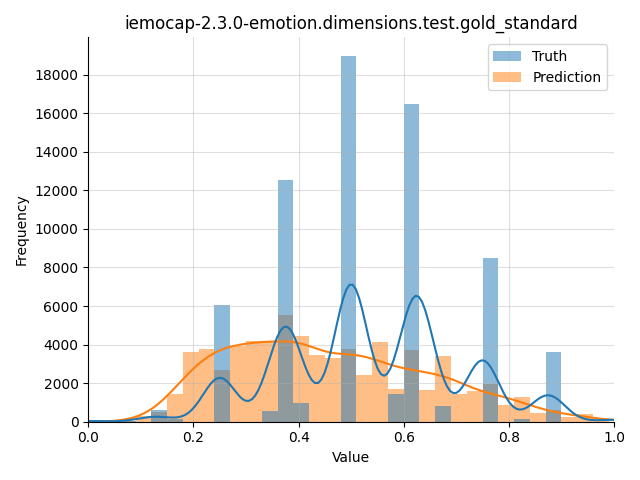 iemocap-2.3.0-emotion.dimensions.test.gold_standard
Truth
Prediction
Frequency
18000
16000
14000
12000
10000
8000
6000
4000
2000
0
0.0 0.2 0.4 0.6 0.8 1.0
Value